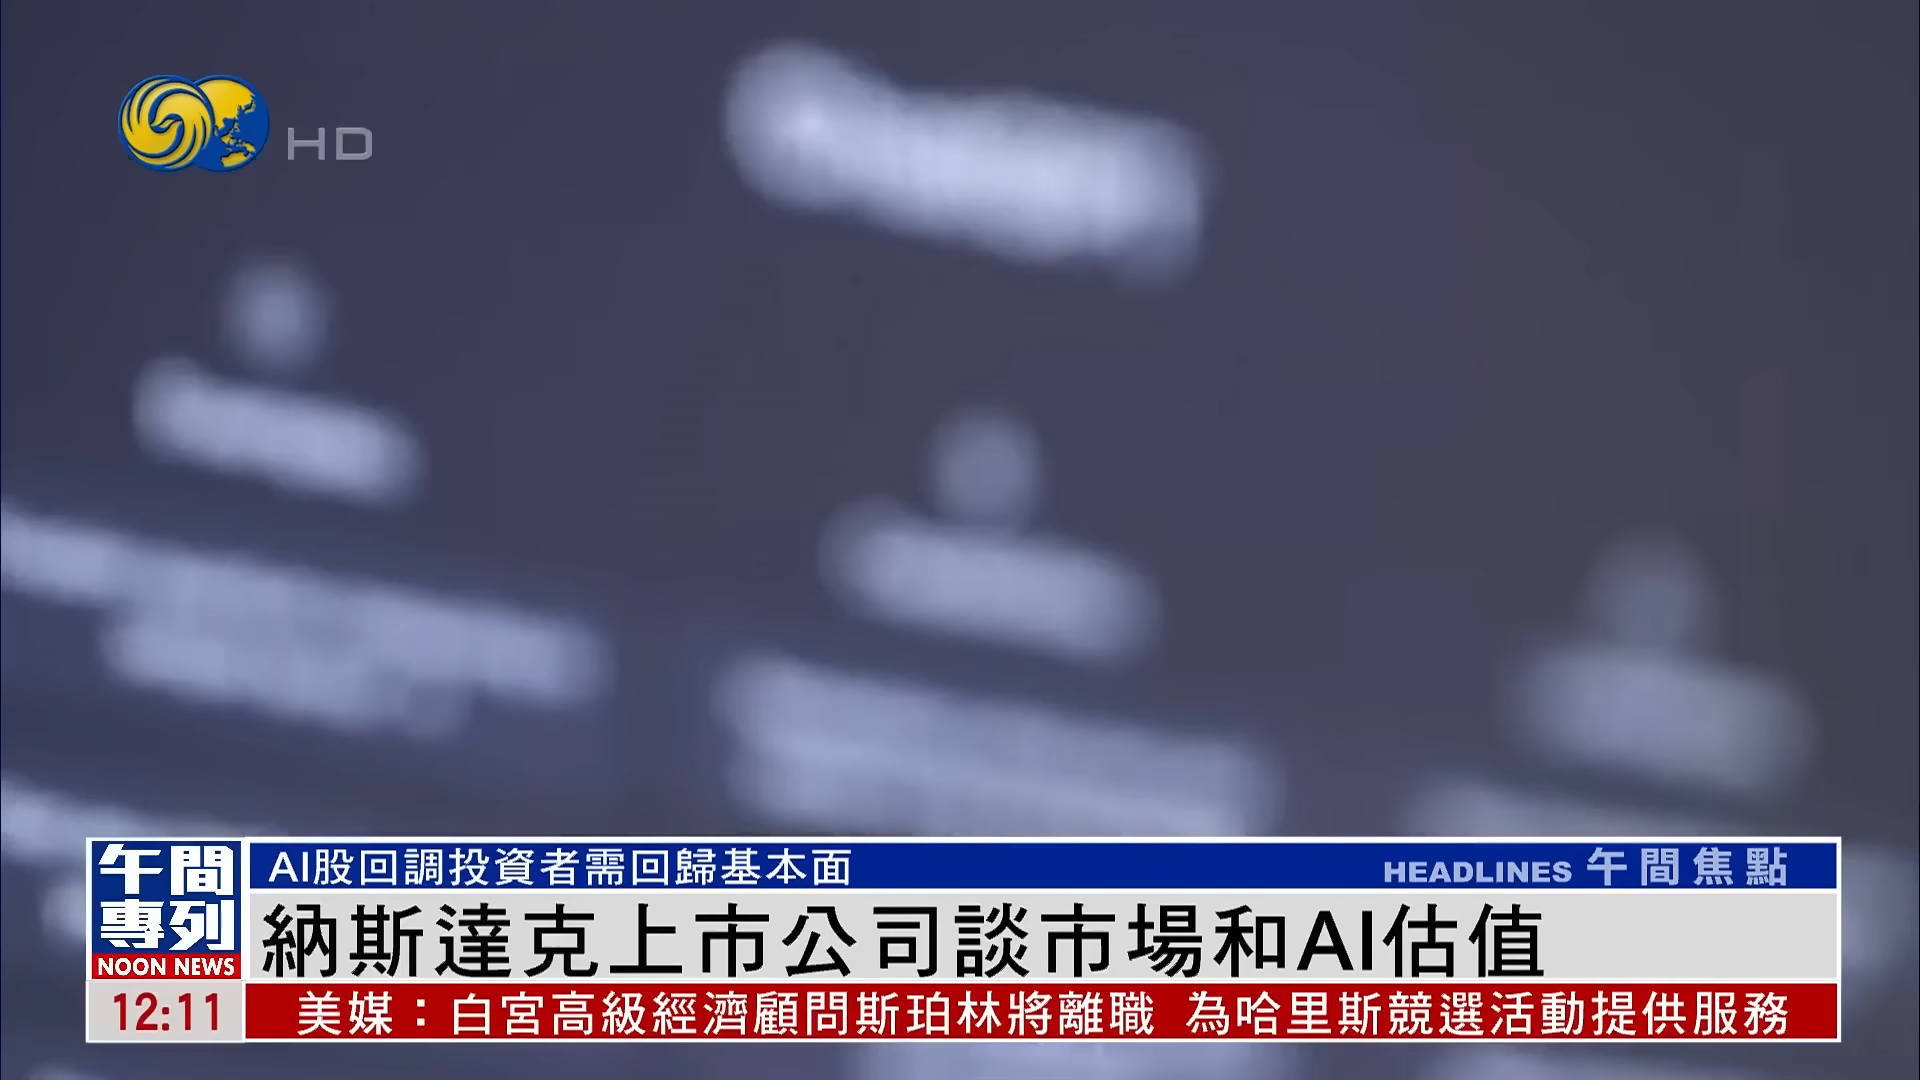 HD
AI股回調投資者需回歸基本面
HEADLINES 午間焦點
午間
專列
NOON NEWS
納斯達克上市公司談市場和AI估值
12:11
美媒：白宮高級經濟顧問斯珀林將離職 為哈里斯競選活動提供服務